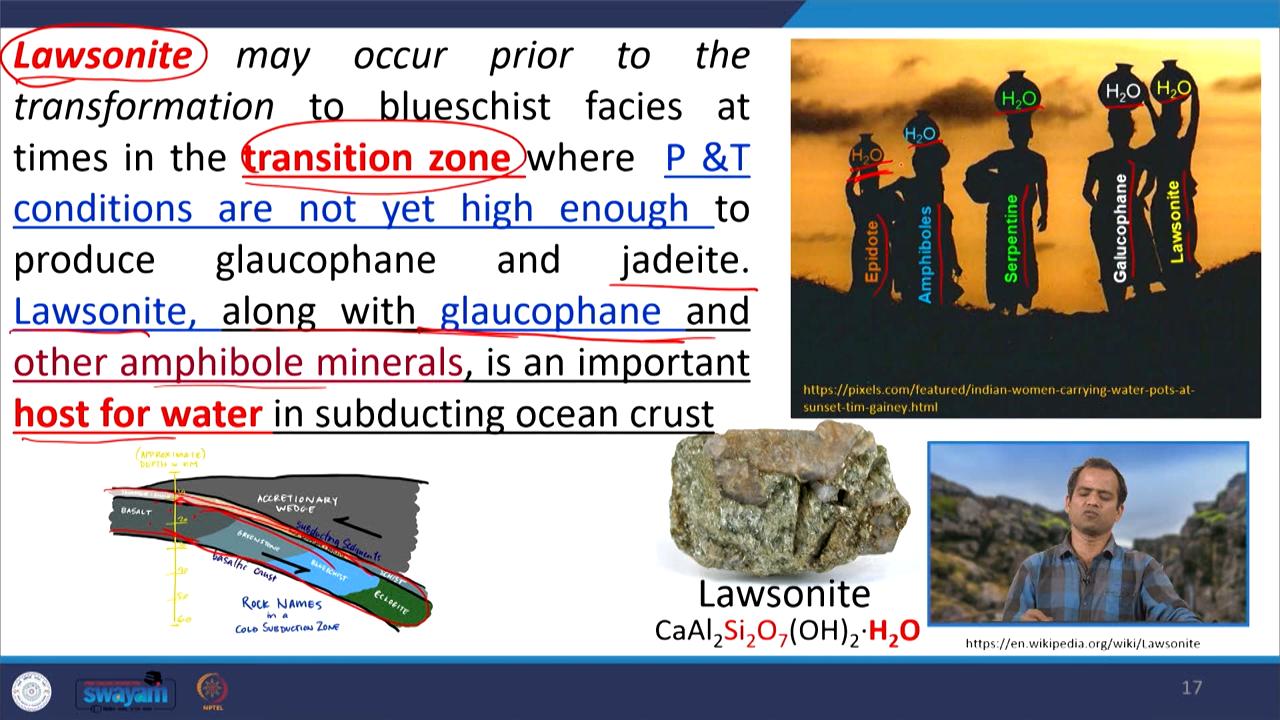 Lawsonite may occur prior to the
transformation to blueschist facies at
times in the transition zone where P &T
conditions are not yet high enough to
produce glaucophane and jadeite.
Lawsonite, along with glaucophane and
other amphibole minerals, is an important
host for water in subducting ocean crust
H₂O
H₂O
H₂O
H₂O
H₂O
Epidote
Amphiboles
Serpentine
Galucophane
Lawsonite
https://pixels.com/featured/indian-women-carrying-water-pots-at-
sunset-tim-gainey.html
(APPROXIMATE)
DEPTH
KM
ACCRETIONARY
WEDGE
BASALT
subducting Sediments
GREENSTONE
basaltic crust
BLUESCHIST
SCHIST
ECLOGITE
ROCK NAMES
in a
COLD SUBDUCTION ZONE
Lawsonite
CaAl₂Si₂O₇(OH)₂·H₂O
https://en.wikipedia.org/wiki/Lawsonite
swayam
NPTEL
17